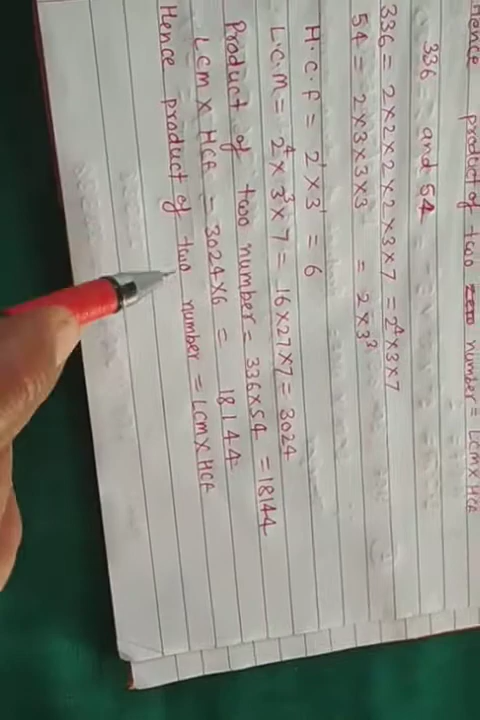 Hence product of two number = LCM X HCF
336 and 54
336 = 2X2X2X2X3X7 = 2⁴X3X7
54 = 2X3X3X3 = 2X3³
H.C.F = 2¹X3¹ = 6
L.C.M = 2⁴X3³X7 = 16X27X7 = 3024
Product of two number = 336X54 = 18144
LCM X HCF = 3024X6 = 18144
Hence product of two number = LCM X HCF